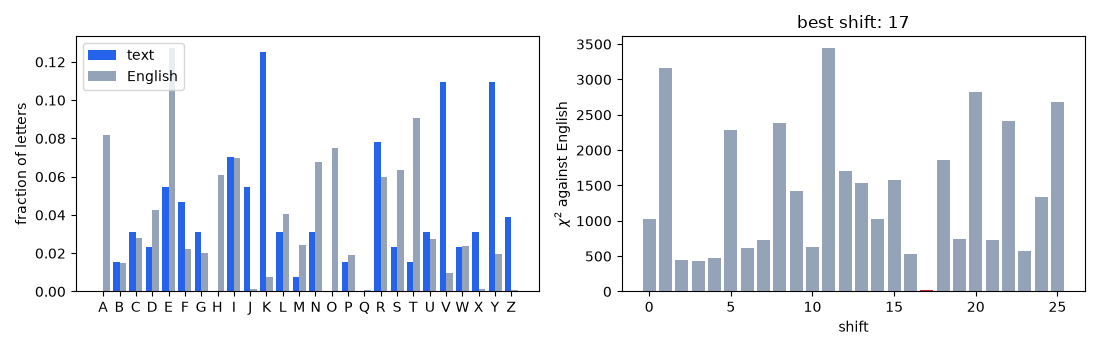 best shift: 17
text
English
fraction of letters
0.00
0.02
0.04
0.06
0.08
0.10
0.12
A B C D E F G H I J K L M N O P Q R S T U V W X Y Z
χ² against English
0
500
1000
1500
2000
2500
3000
3500
0 5 10 15 20 25
shift